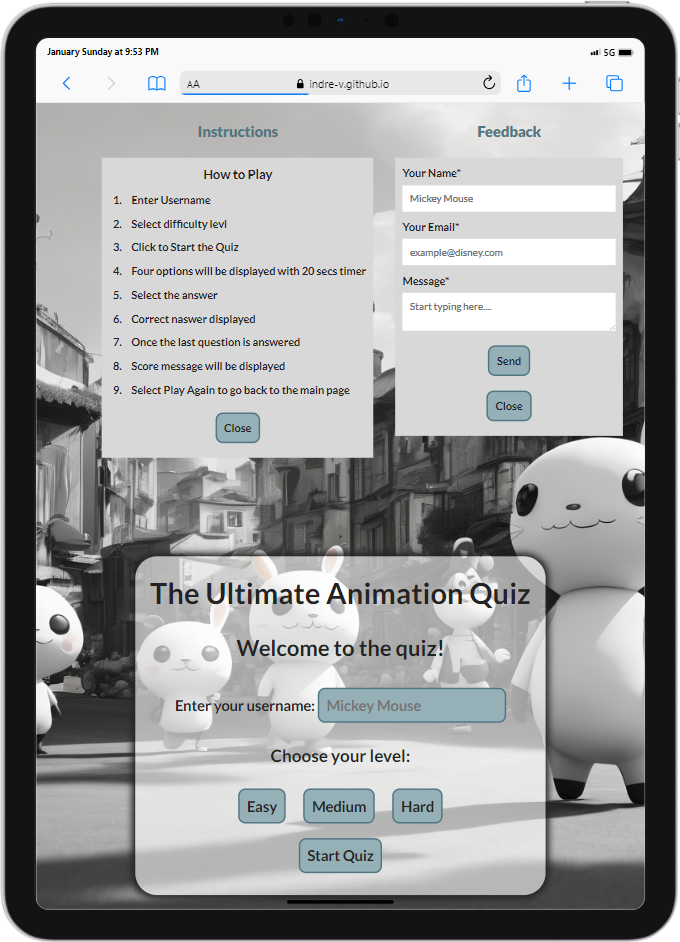 January Sunday at 9:53 PM
5G
AA
indre-v.github.io
Instructions
How to Play
1. Enter Username
2. Select difficulty levl
3. Click to Start the Quiz
4. Four options will be displayed with 20 secs timer
5. Select the answer
6. Correct naswer displayed
7. Once the last question is answered
8. Score message will be displayed
9. Select Play Again to go back to the main page
Close
Feedback
Your Name*
Mickey Mouse
Your Email*
example@disney.com
Message*
Start typing here....
Send
Close
The Ultimate Animation Quiz
Welcome to the quiz!
Enter your username: Mickey Mouse
Choose your level:
Easy Medium Hard
Start Quiz